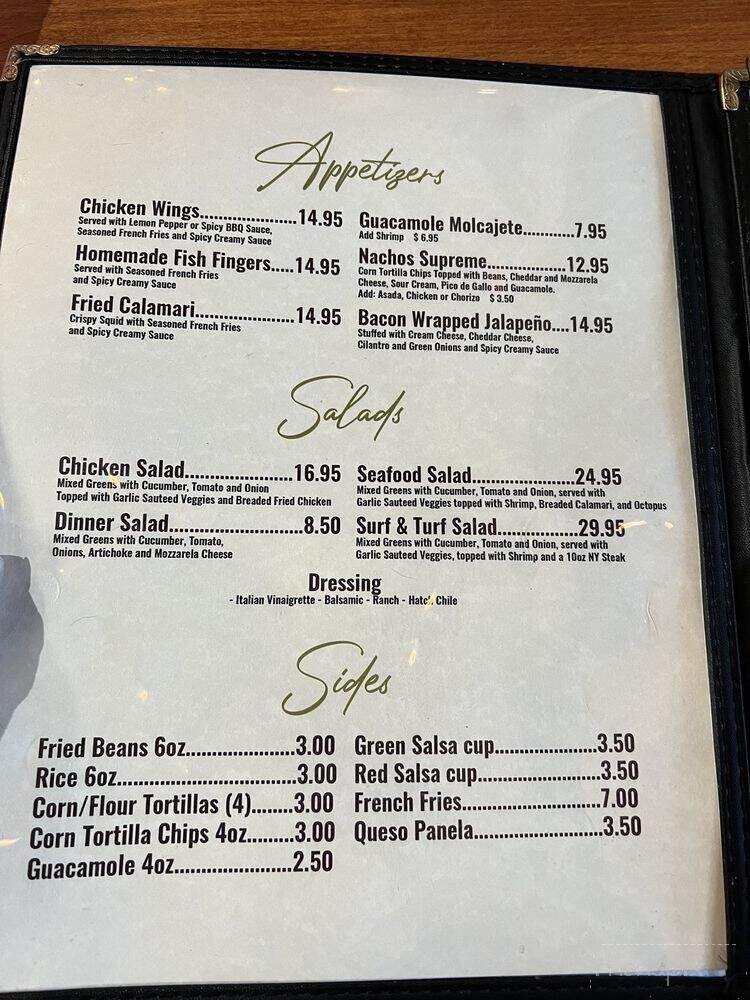 Appetizers
Chicken Wings.....................14.95
Served with Lemon Pepper or Spicy BBQ Sauce,
Seasoned French Fries and Spicy Creamy Sauce
Homemade Fish Fingers.....14.95
Served with Seasoned French Fries
and Spicy Creamy Sauce
Fried Calamari......................14.95
Crispy Squid with Seasoned French Fries
and Spicy Creamy Sauce
Guacamole Molcajete............7.95
Add Shrimp $ 6.95
Nachos Supreme..................12.95
Corn Tortilla Chips Topped with Beans, Cheddar and Mozzarela
Cheese, Sour Cream, Pico de Gallo and Guacamole.
Add: Asada, Chicken or Chorizo $ 3.50
Bacon Wrapped Jalapeño....14.95
Stuffed with Cream Cheese, Cheddar Cheese,
Cilantro and Green Onions and Spicy Creamy Sauce
Salads
Chicken Salad.........................16.95
Mixed Greens with Cucumber, Tomato and Onion
Topped with Garlic Sauteed Veggies and Breaded Fried Chicken
Dinner Salad..............................8.50
Mixed Greens with Cucumber, Tomato,
Onions, Artichoke and Mozzarela Cheese
Seafood Salad.......................24.95
Mixed Greens with Cucumber, Tomato and Onion, served with
Garlic Sauteed Veggies topped with Shrimp, Breaded Calamari, and Octopus
Surf & Turf Salad..................29.95
Mixed Greens with Cucumber, Tomato and Onion, served with
Garlic Sauteed Veggies, topped with Shrimp and a 10oz NY Steak
Dressing
- Italian Vinaigrette - Balsamic - Ranch - Hatch Chile
Sides
Fried Beans 6oz......................3.00
Rice 6oz....................................3.00
Corn/Flour Tortillas (4)........3.00
Corn Tortilla Chips 4oz.........3.00
Guacamole 4oz.......................2.50
Green Salsa cup....................3.50
Red Salsa cup........................3.50
French Fries...........................7.00
Queso Panela.........................3.50